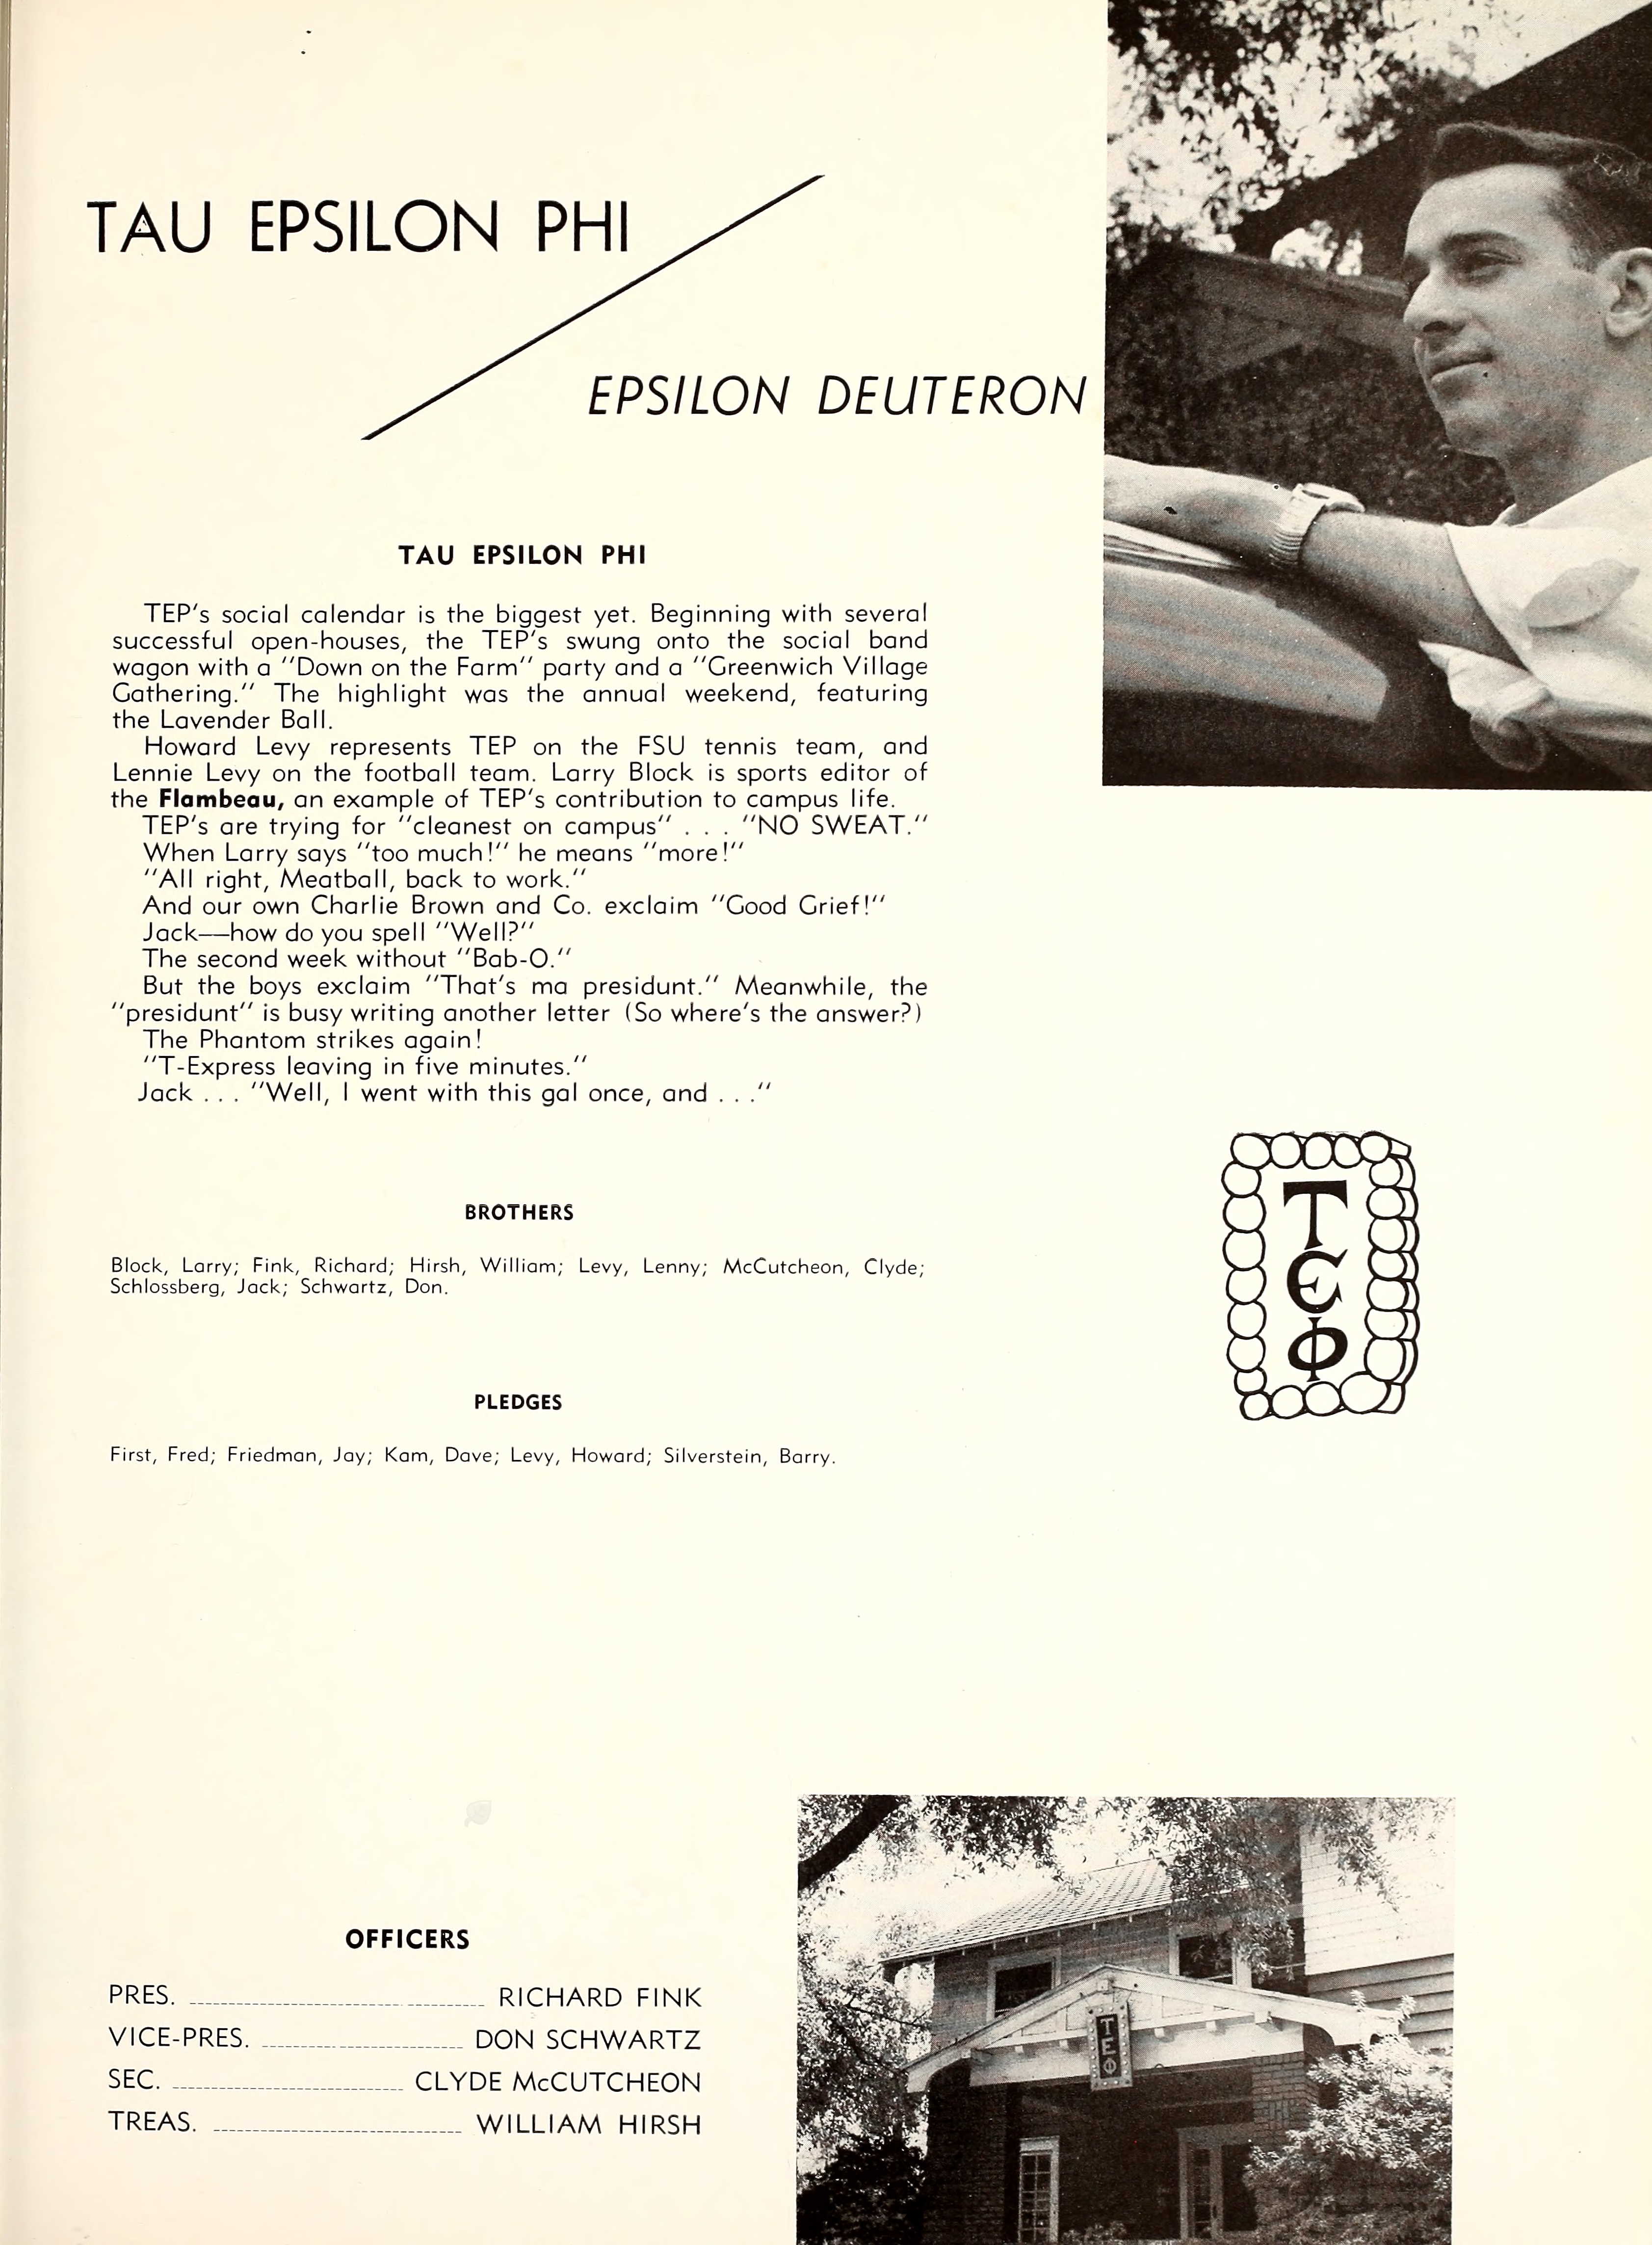 TAU EPSILON PHI
EPSILON DEUTERON
TAU EPSILON PHI
TEP's social calendar is the biggest yet. Beginning with several
successful open-houses, the TEP's swung onto the social band
wagon with a "Down on the Farm" party and a "Greenwich Village
Gathering." The highlight was the annual weekend, featuring
the Lavender Ball.
Howard Levy represents TEP on the FSU tennis team, and
Lennie Levy on the football team. Larry Block is sports editor of
the Flambeau, an example of TEP's contribution to campus life.
TEP's are trying for "cleanest on campus" . . . "NO SWEAT."
When Larry says "too much!" he means "more!"
"All right, Meatball, back to work."
And our own Charlie Brown and Co. exclaim "Good Grief!"
Jack—how do you spell "Well?"
The second week without "Bab-O."
But the boys exclaim "That's ma presidunt." Meanwhile, the
"presidunt" is busy writing another letter (So where's the answer?)
The Phantom strikes again!
"T-Express leaving in five minutes."
Jack . . . "Well, I went with this gal once, and . . ."
BROTHERS
Block, Larry; Fink, Richard; Hirsh, William; Levy, Lenny; McCutcheon, Clyde;
Schlossberg, Jack; Schwartz, Don.
PLEDGES
First, Fred; Friedman, Jay; Kam, Dave; Levy, Howard; Silverstein, Barry.
Τ
Ε
Φ
OFFICERS
PRES. RICHARD FINK
VICE-PRES. DON SCHWARTZ
SEC. CLYDE McCUTCHEON
TREAS. WILLIAM HIRSH
Τ
Ε
Φ